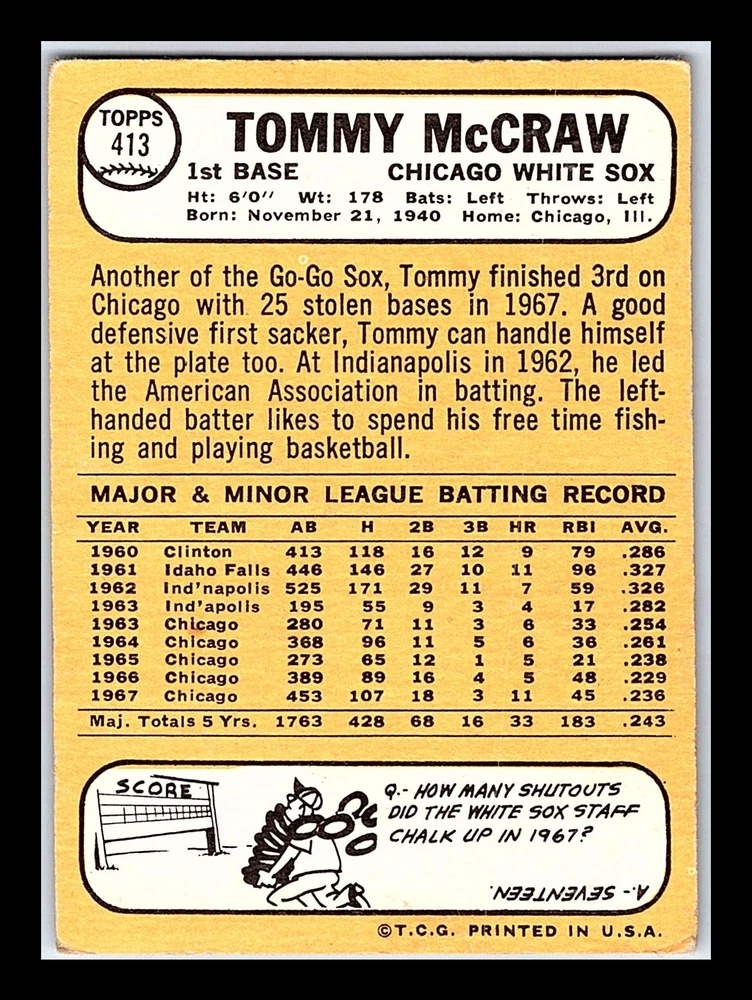 TOPPS
413
TOMMY McCRAW
1st BASE CHICAGO WHITE SOX
Ht: 6'0" Wt: 178 Bats: Left Throws: Left
Born: November 21, 1940 Home: Chicago, Ill.
Another of the Go-Go Sox, Tommy finished 3rd on
Chicago with 25 stolen bases in 1967. A good
defensive first sacker, Tommy can handle himself
at the plate too. At Indianapolis in 1962, he led
the American Association in batting. The left-
handed batter likes to spend his free time fish-
ing and playing basketball.
MAJOR & MINOR LEAGUE BATTING RECORD
YEAR TEAM AB H 2B 3B HR RBI AVG.
1960 Clinton 413 118 16 12 9 79 .286
1961 Idaho Falls 446 146 27 10 11 96 .327
1962 Ind'napolis 525 171 29 11 7 59 .326
1963 Ind'apolis 195 55 9 3 4 17 .282
1963 Chicago 280 71 11 3 6 33 .254
1964 Chicago 368 96 11 5 6 36 .261
1965 Chicago 273 65 12 1 5 21 .238
1966 Chicago 389 89 16 4 5 48 .229
1967 Chicago 453 107 18 3 11 45 .236
Maj. Totals 5 Yrs. 1763 428 68 16 33 183 .243
SCORE
Q.- HOW MANY SHUTOUTS
DID THE WHITE SOX STAFF
CHALK UP IN 1967?
A.- SEVENTEEN.
©T.C.G. PRINTED IN U.S.A.